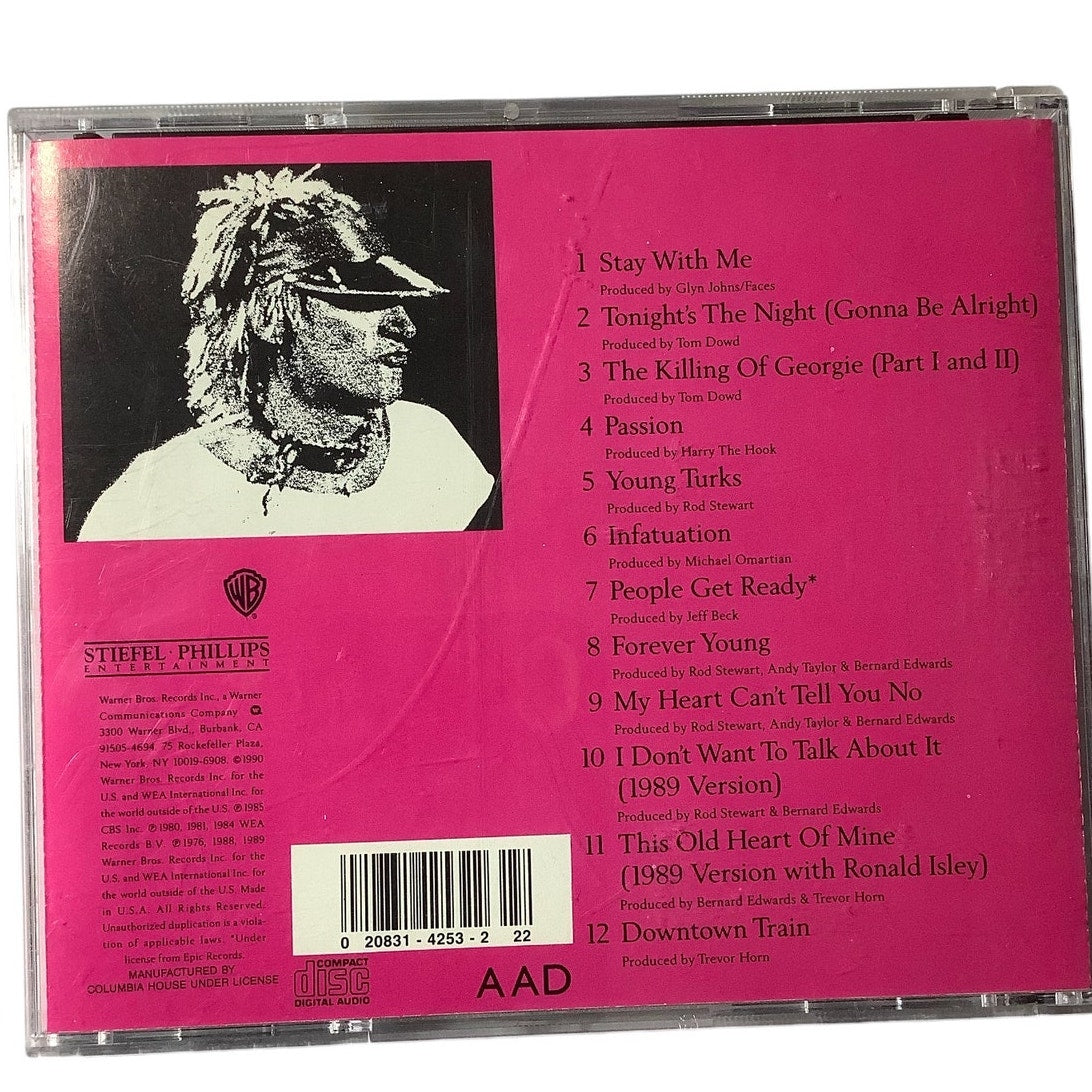 1 Stay With Me
Produced by Glyn Johns/Faces
2 Tonight's The Night (Gonna Be Alright)
Produced by Tom Dowd
3 The Killing Of Georgie (Part I and II)
Produced by Tom Dowd
4 Passion
Produced by Harry The Hook
5 Young Turks
Produced by Rod Stewart
6 Infatuation
Produced by Michael Omartian
7 People Get Ready*
Produced by Jeff Beck
8 Forever Young
Produced by Rod Stewart, Andy Taylor & Bernard Edwards
9 My Heart Can't Tell You No
Produced by Rod Stewart, Andy Taylor & Bernard Edwards
10 I Don't Want To Talk About It
(1989 Version)
Produced by Rod Stewart & Bernard Edwards
11 This Old Heart Of Mine
(1989 Version with Ronald Isley)
Produced by Bernard Edwards & Trevor Horn
12 Downtown Train
Produced by Trevor Horn
WB
STIEFEL · PHILLIPS
ENTERTAINMENT
Warner Bros. Records Inc., a Warner
Communications Company
3300 Warner Blvd., Burbank, CA
91505-4694. 75 Rockefeller Plaza,
New York, NY 10019-6908. ©1990
Warner Bros. Records Inc. for the
U.S. and WEA International Inc. for
the world outside of the U.S. ℗1985
CBS Inc. ℗1980, 1981, 1984 WEA
Records B.V. ℗1976, 1988, 1989
Warner Bros. Records Inc. for the
U.S. and WEA International Inc. for
the world outside of the U.S. Made
in U.S.A. All Rights Reserved.
Unauthorized duplication is a viola-
tion of applicable laws. *Under
license from Epic Records.
MANUFACTURED BY
COLUMBIA HOUSE UNDER LICENSE
0 20831 - 4253 - 2 22
COMPACT
disc
DIGITAL AUDIO
AAD